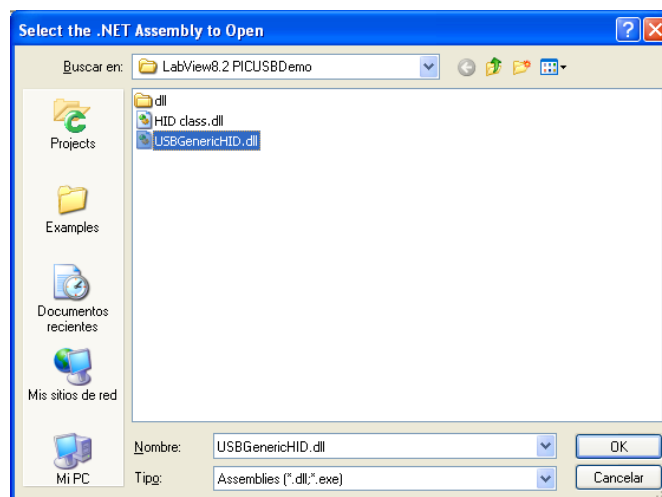 Select the .NET Assembly to Open
Buscar en: LabView8.2 PICUSBDemo
dll
HID class.dll
USBGenericHID.dll
Projects
Examples
Documentos
recientes
Mis sitios de red
Mi PC
Nombre: USBGenericHID.dll OK
Tipo: Assemblies (*.dll;*.exe) Cancelar